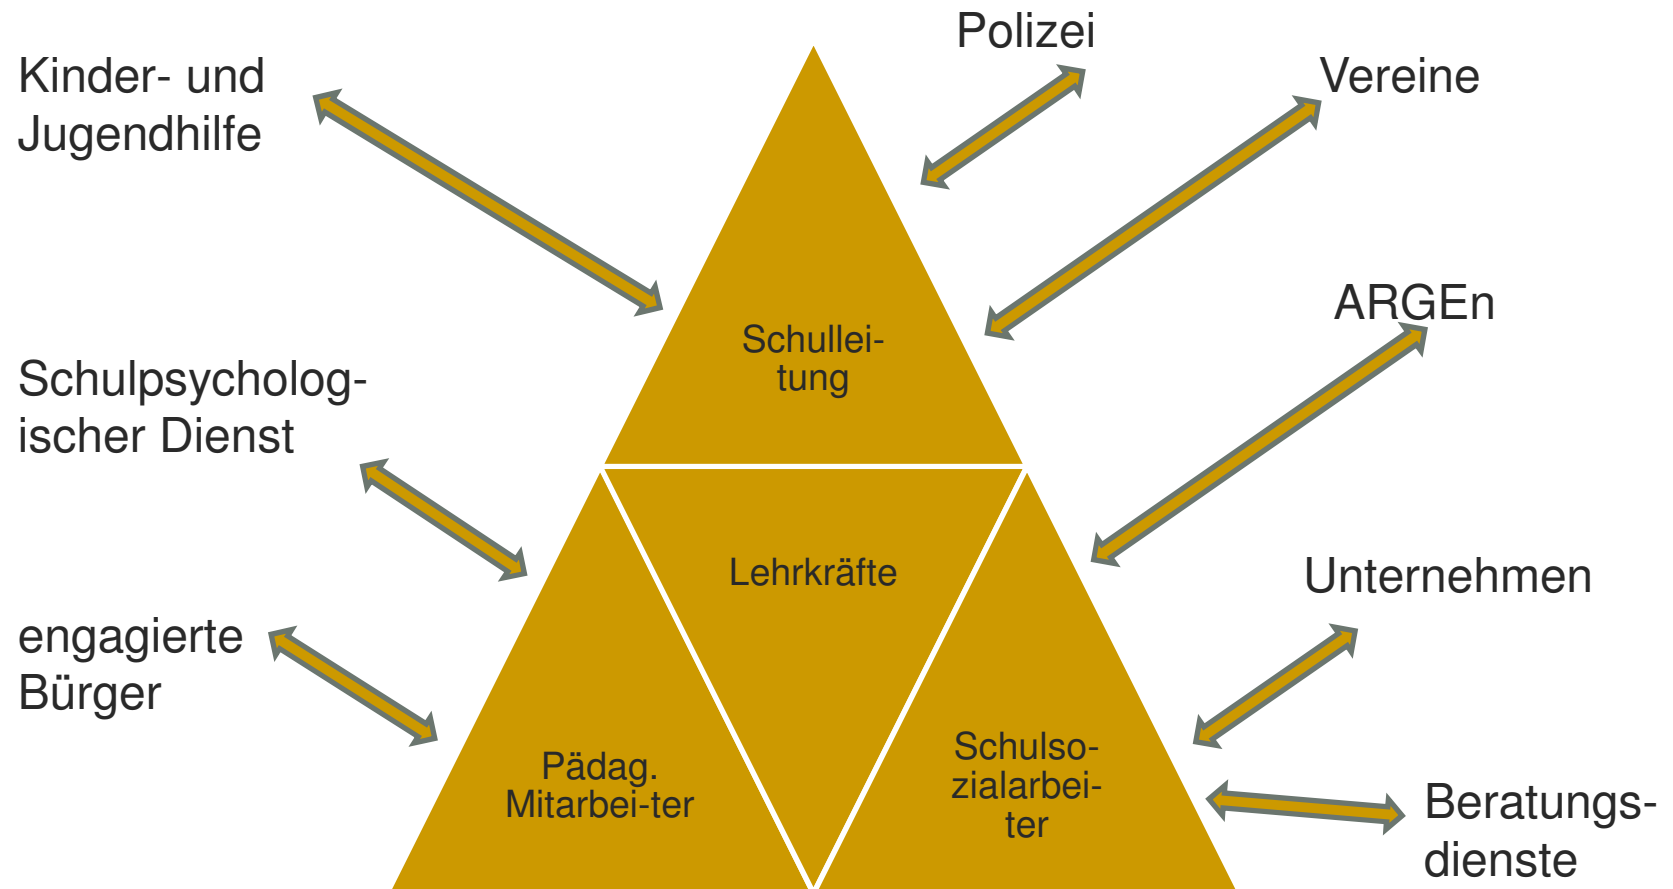 Polizei
Kinder- und
Jugendhilfe
Vereine
ARGEn
Schullei-
tung
Schulpsycholog-
ischer Dienst
Lehrkräfte
Unternehmen
engagierte
Bürger
Pädag.
Mitarbei-ter
Schulso-
zialarbei-
ter
Beratungs-
dienste